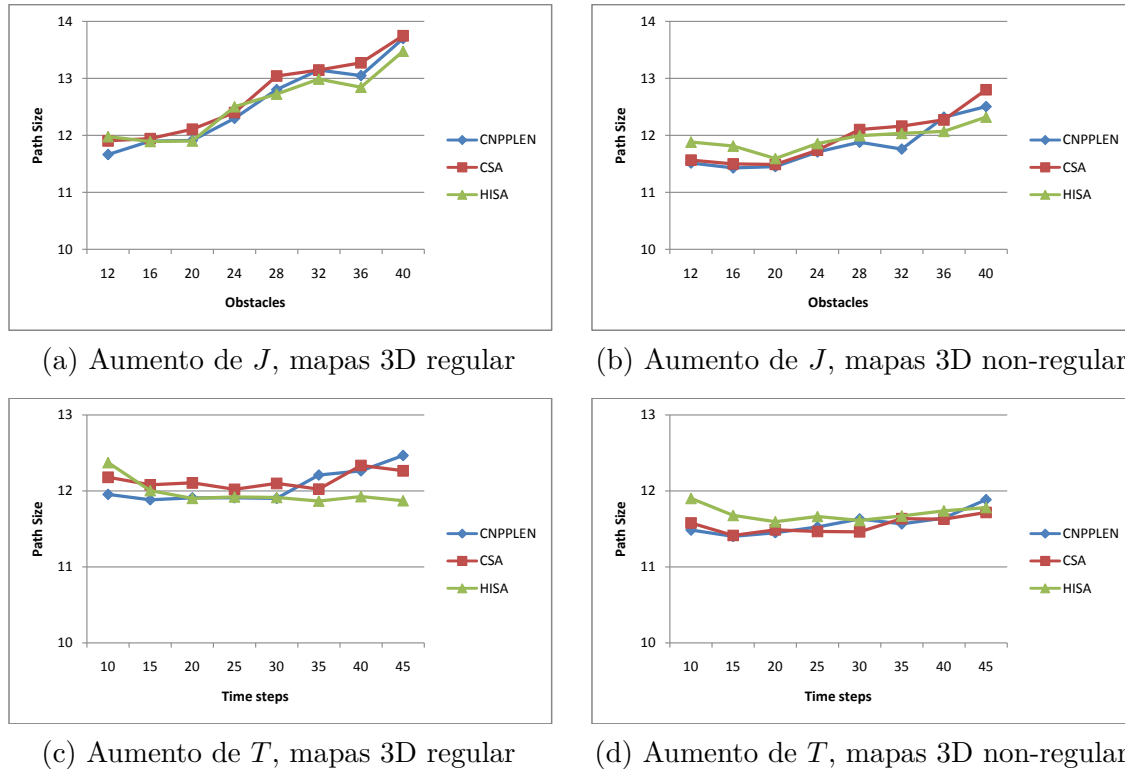 14
13
12
11
10
Path Size
12 16 20 24 28 32 36 40
Obstacles
CNPPLEN
CSA
HISA
(a) Aumento de J, mapas 3D regular
14
13
12
11
10
Path Size
12 16 20 24 28 32 36 40
Obstacles
CNPPLEN
CSA
HISA
(b) Aumento de J, mapas 3D non-regular
13
12
11
10
Path Size
10 15 20 25 30 35 40 45
Time steps
CNPPLEN
CSA
HISA
(c) Aumento de T, mapas 3D regular
13
12
11
10
Path Size
10 15 20 25 30 35 40 45
Time steps
CNPPLEN
CSA
HISA
(d) Aumento de T, mapas 3D non-regular